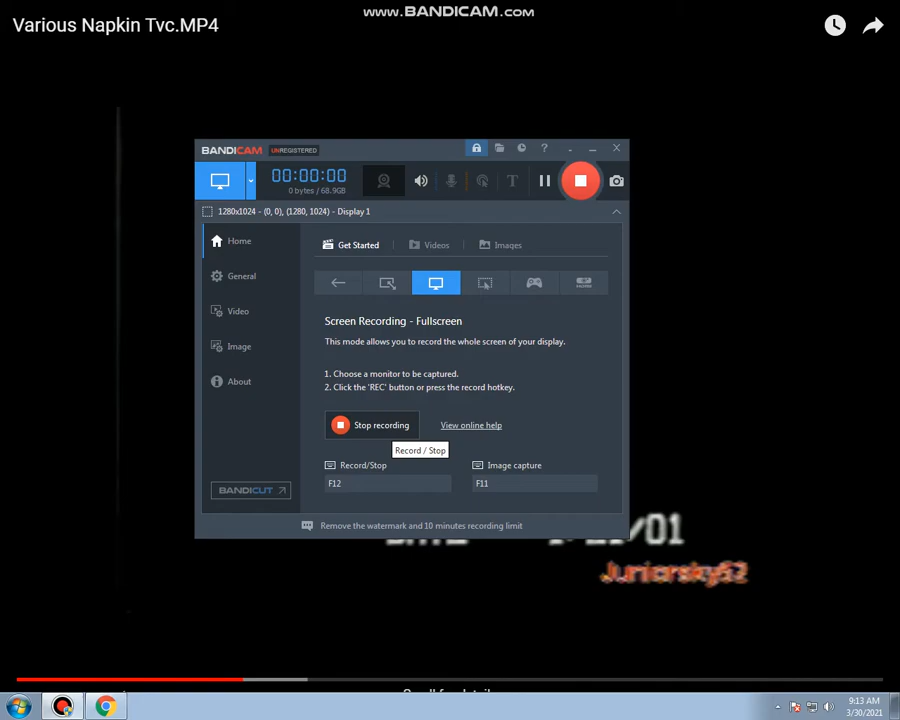 www.BANDICAM.com
Various Napkin Tvc.MP4
BANDICAM UNREGISTERED
00:00:00
0 bytes / 68.9GB
1280x1024 - (0, 0), (1280, 1024) - Display 1
Home
General
Video
Image
About
BANDICUT
Get Started
Videos
Images
Screen Recording - Fullscreen
This mode allows you to record the whole screen of your display.
1. Choose a monitor to be captured.
2. Click the 'REC' button or press the record hotkey.
Stop recording
View online help
Record / Stop
Record/Stop
Image capture
F12
F11
Remove the watermark and 10 minutes recording limit
/01
Juniorsky52
9:13 AM
3/30/2021